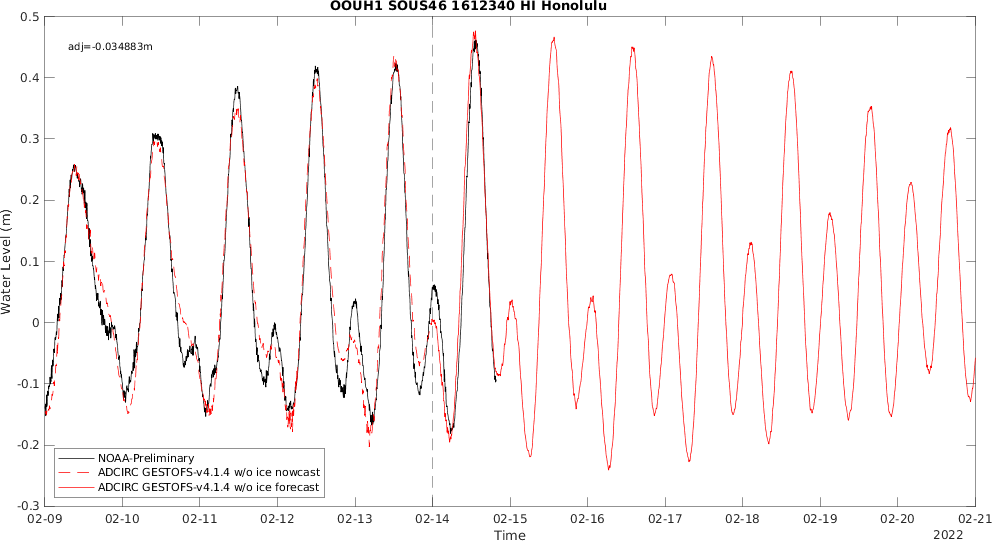 OOUH1 SOUS46 1612340 HI Honolulu
adj=-0.034883m
0.5
0.4
0.3
0.2
0.1
0
-0.1
-0.2
-0.3
Water Level (m)
NOAA-Preliminary
ADCIRC GESTOFS-v4.1.4 w/o ice nowcast
ADCIRC GESTOFS-v4.1.4 w/o ice forecast
02-09 02-10 02-11 02-12 02-13 02-14 02-15 02-16 02-17 02-18 02-19 02-20 02-21
Time
2022